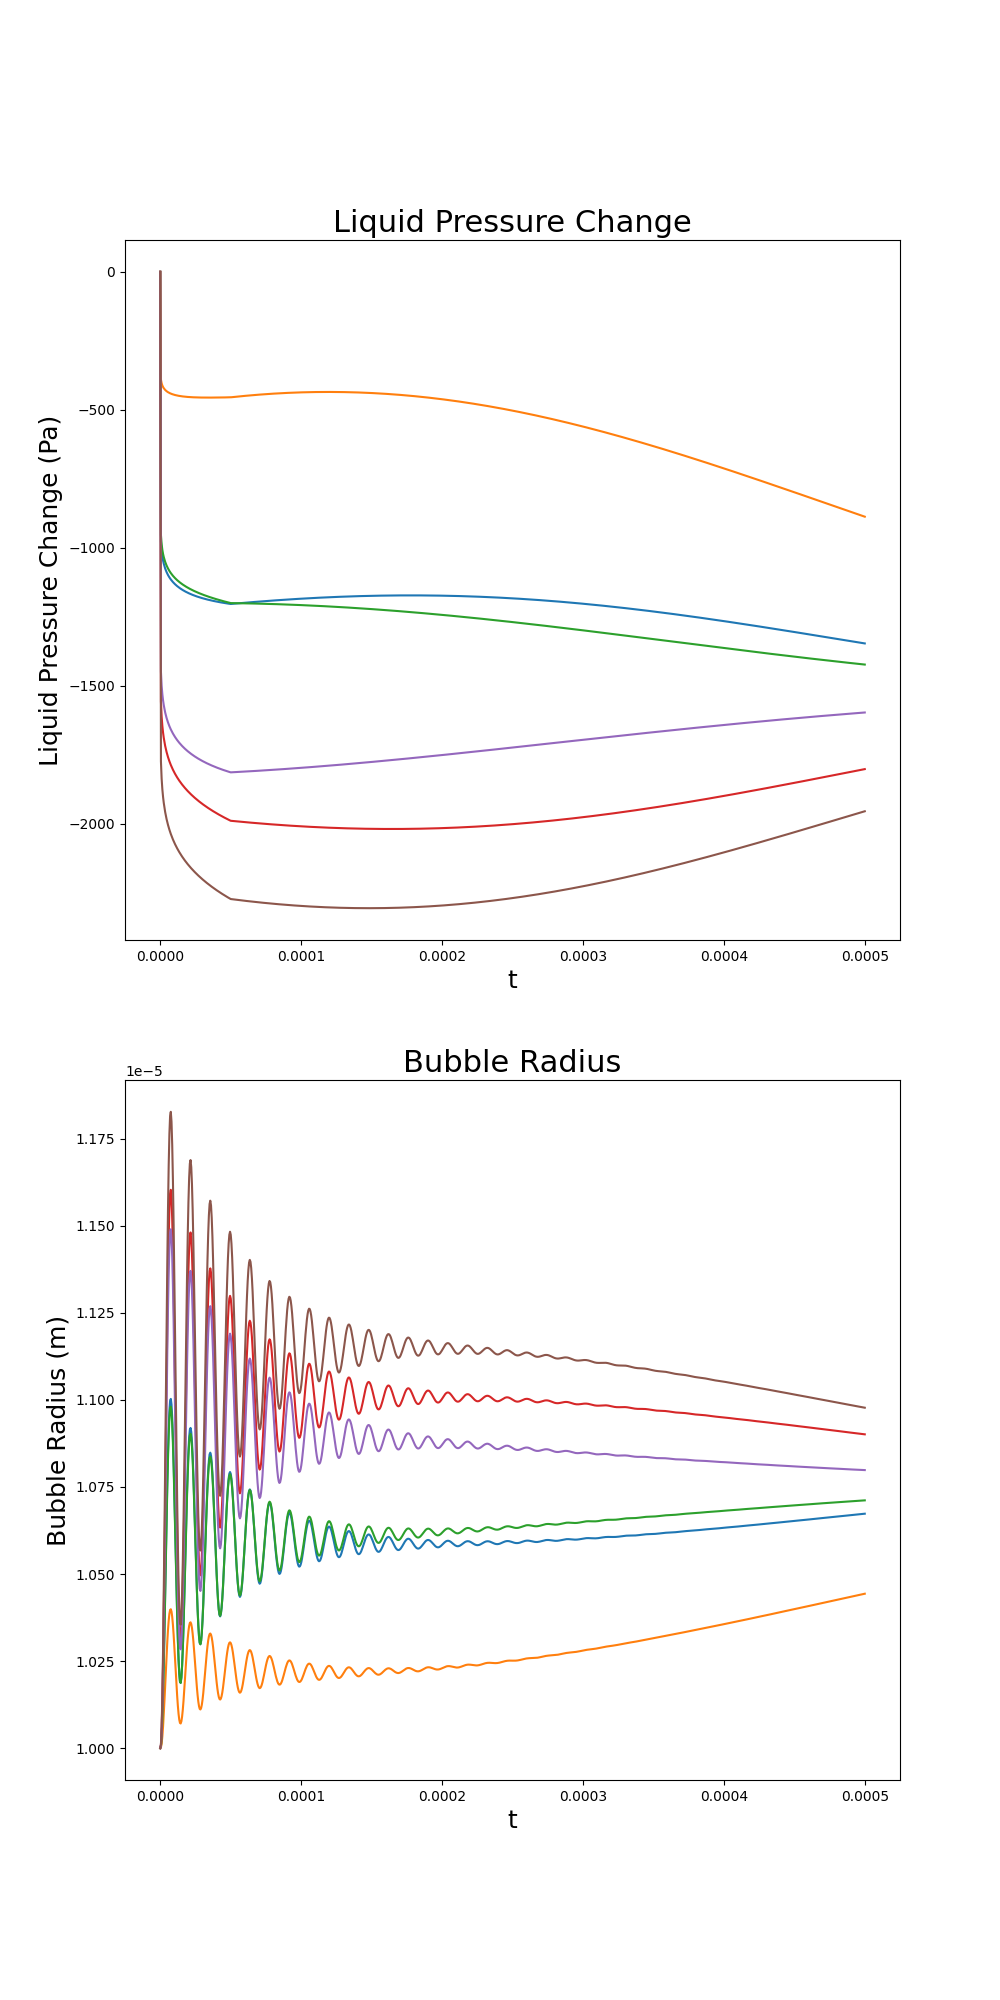 Liquid Pressure Change
Liquid Pressure Change (Pa)
0
−500
−1000
−1500
−2000
0.0000 0.0001 0.0002 0.0003 0.0004 0.0005
t
Bubble Radius
1e−5
Bubble Radius (m)
1.175
1.150
1.125
1.100
1.075
1.050
1.025
1.000
0.0000 0.0001 0.0002 0.0003 0.0004 0.0005
t